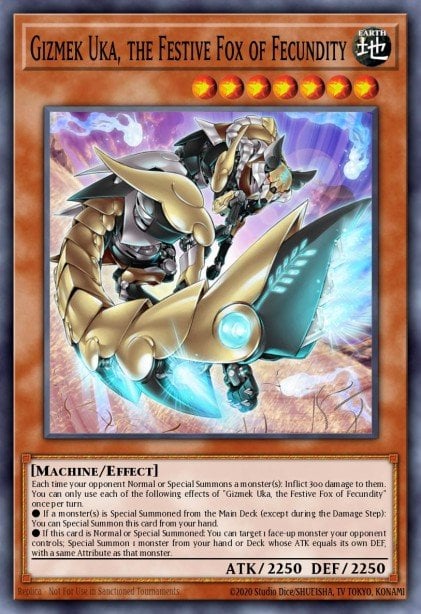 Gizmek Uka, the Festive Fox of Fecundity
EARTH
地
[Machine/Effect]
Each time your opponent Normal or Special Summons a monster(s): Inflict 300 damage to them.
You can only use each of the following effects of "Gizmek Uka, the Festive Fox of Fecundity"
once per turn.
● If a monster(s) is Special Summoned from the Main Deck (except during the Damage Step):
You can Special Summon this card from your hand.
● If this card is Normal or Special Summoned: You can target 1 face-up monster your opponent
controls; Special Summon 1 monster from your hand or Deck whose ATK equals its own DEF,
with a same Attribute as that monster.
ATK/2250 DEF/2250
Replica - Not For Use in Sanctioned Tournaments
©2020 Studio Dice/SHUEISHA, TV TOKYO, KONAMI